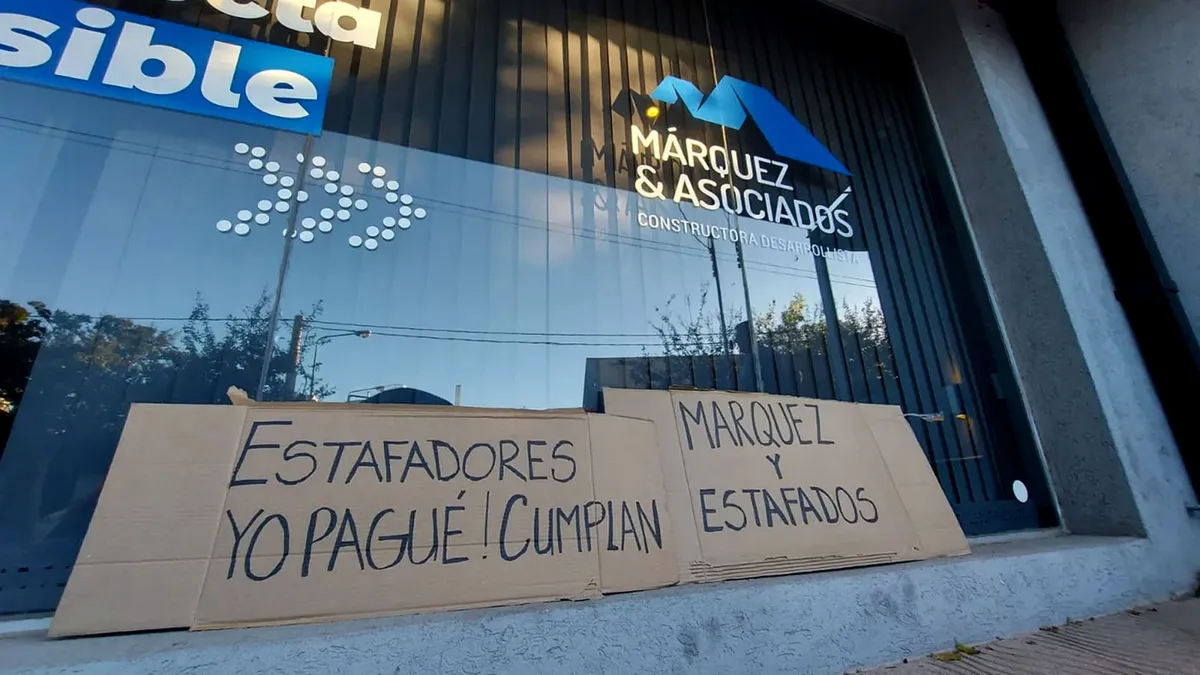 sible
MÁRQUEZ
& ASOCIADOS
CONSTRUCTORA DESARROLLISTA
ESTAFADORES
YO PAGUÉ! CUMPLAN
MARQUEZ
Y
ESTAFADOS